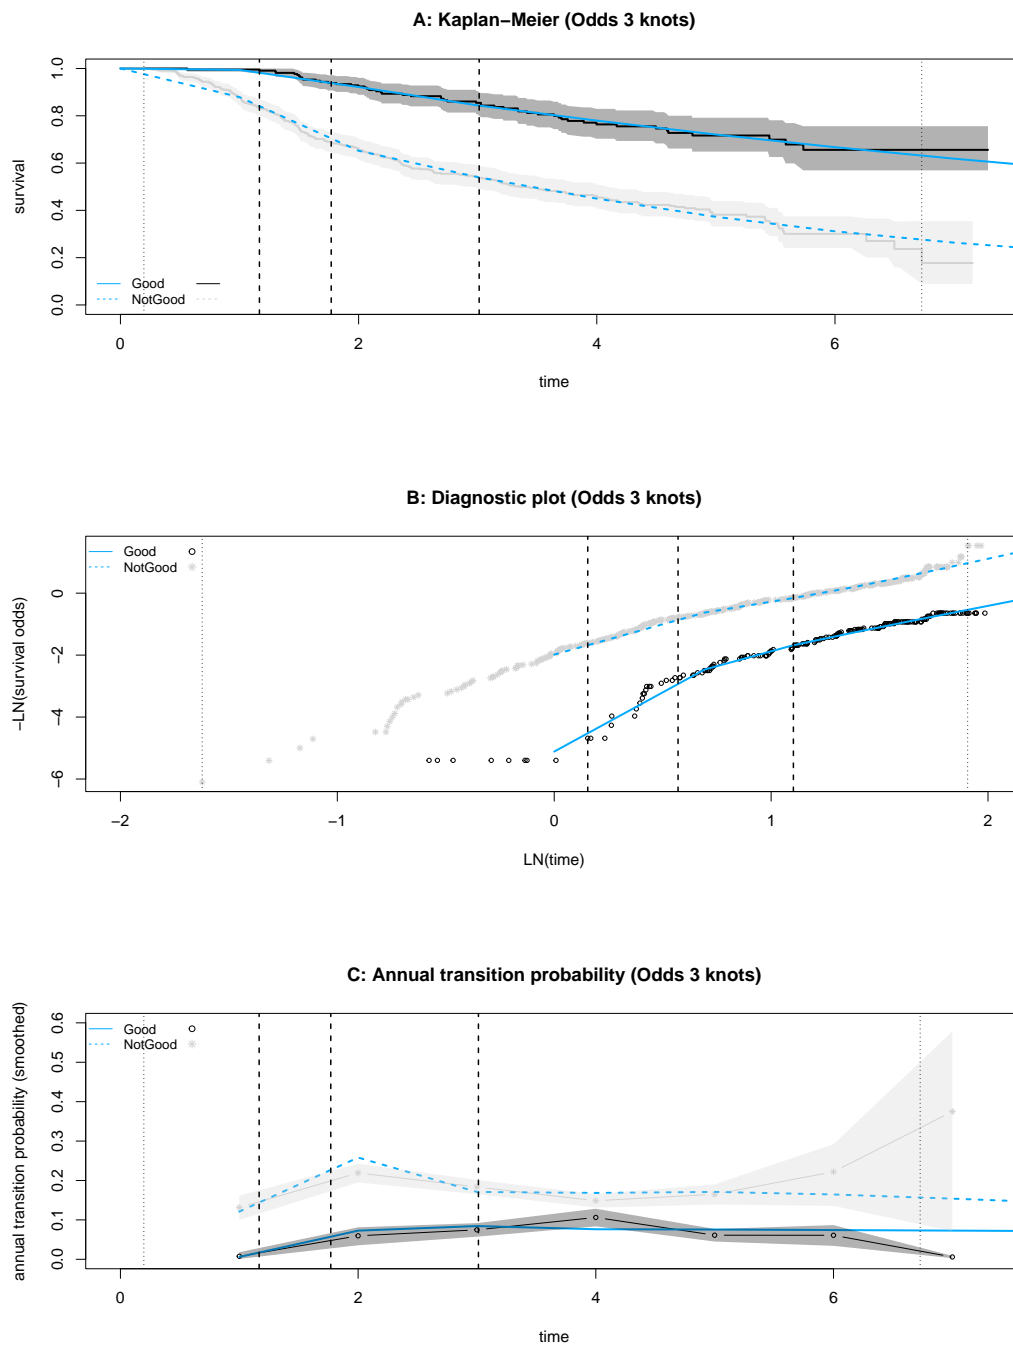 A: Kaplan−Meier (Odds 3 knots)
survival
1.0
0.8
0.6
0.4
0.2
0.0
Good
NotGood
0 2 4 6
time
B: Diagnostic plot (Odds 3 knots)
−LN(survival odds)
Good
NotGood
0
−2
−4
−6
−2 −1 0 1 2
LN(time)
C: Annual transition probability (Odds 3 knots)
annual transition probability (smoothed)
Good
NotGood
0.6
0.5
0.4
0.3
0.2
0.1
0.0
0 2 4 6
time